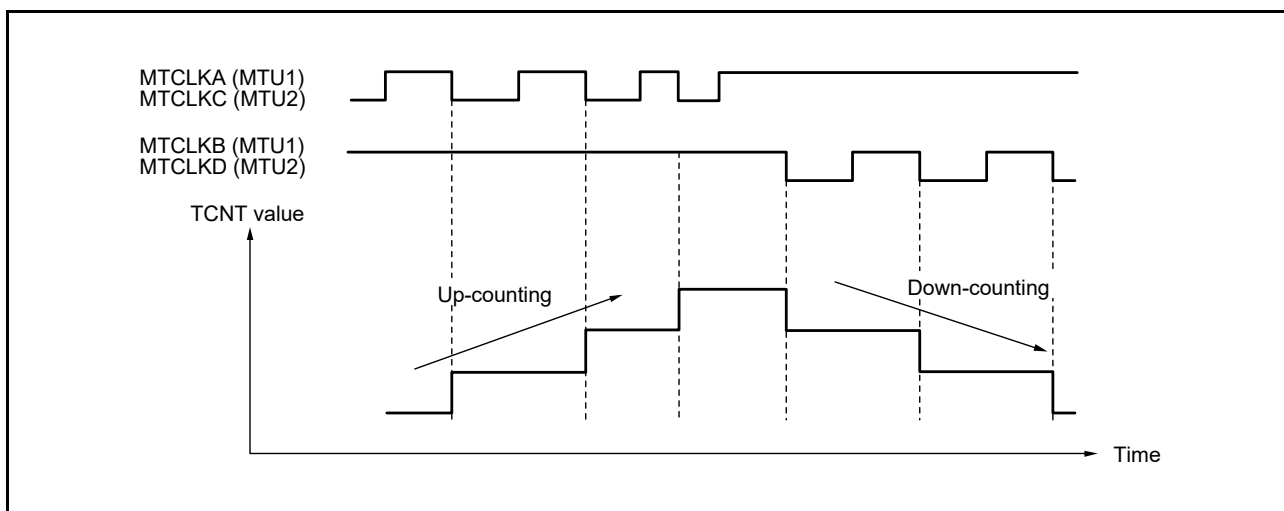 MTCLKA (MTU1)
MTCLKC (MTU2)
MTCLKB (MTU1)
MTCLKD (MTU2)
TCNT value
Up-counting
Down-counting
Time